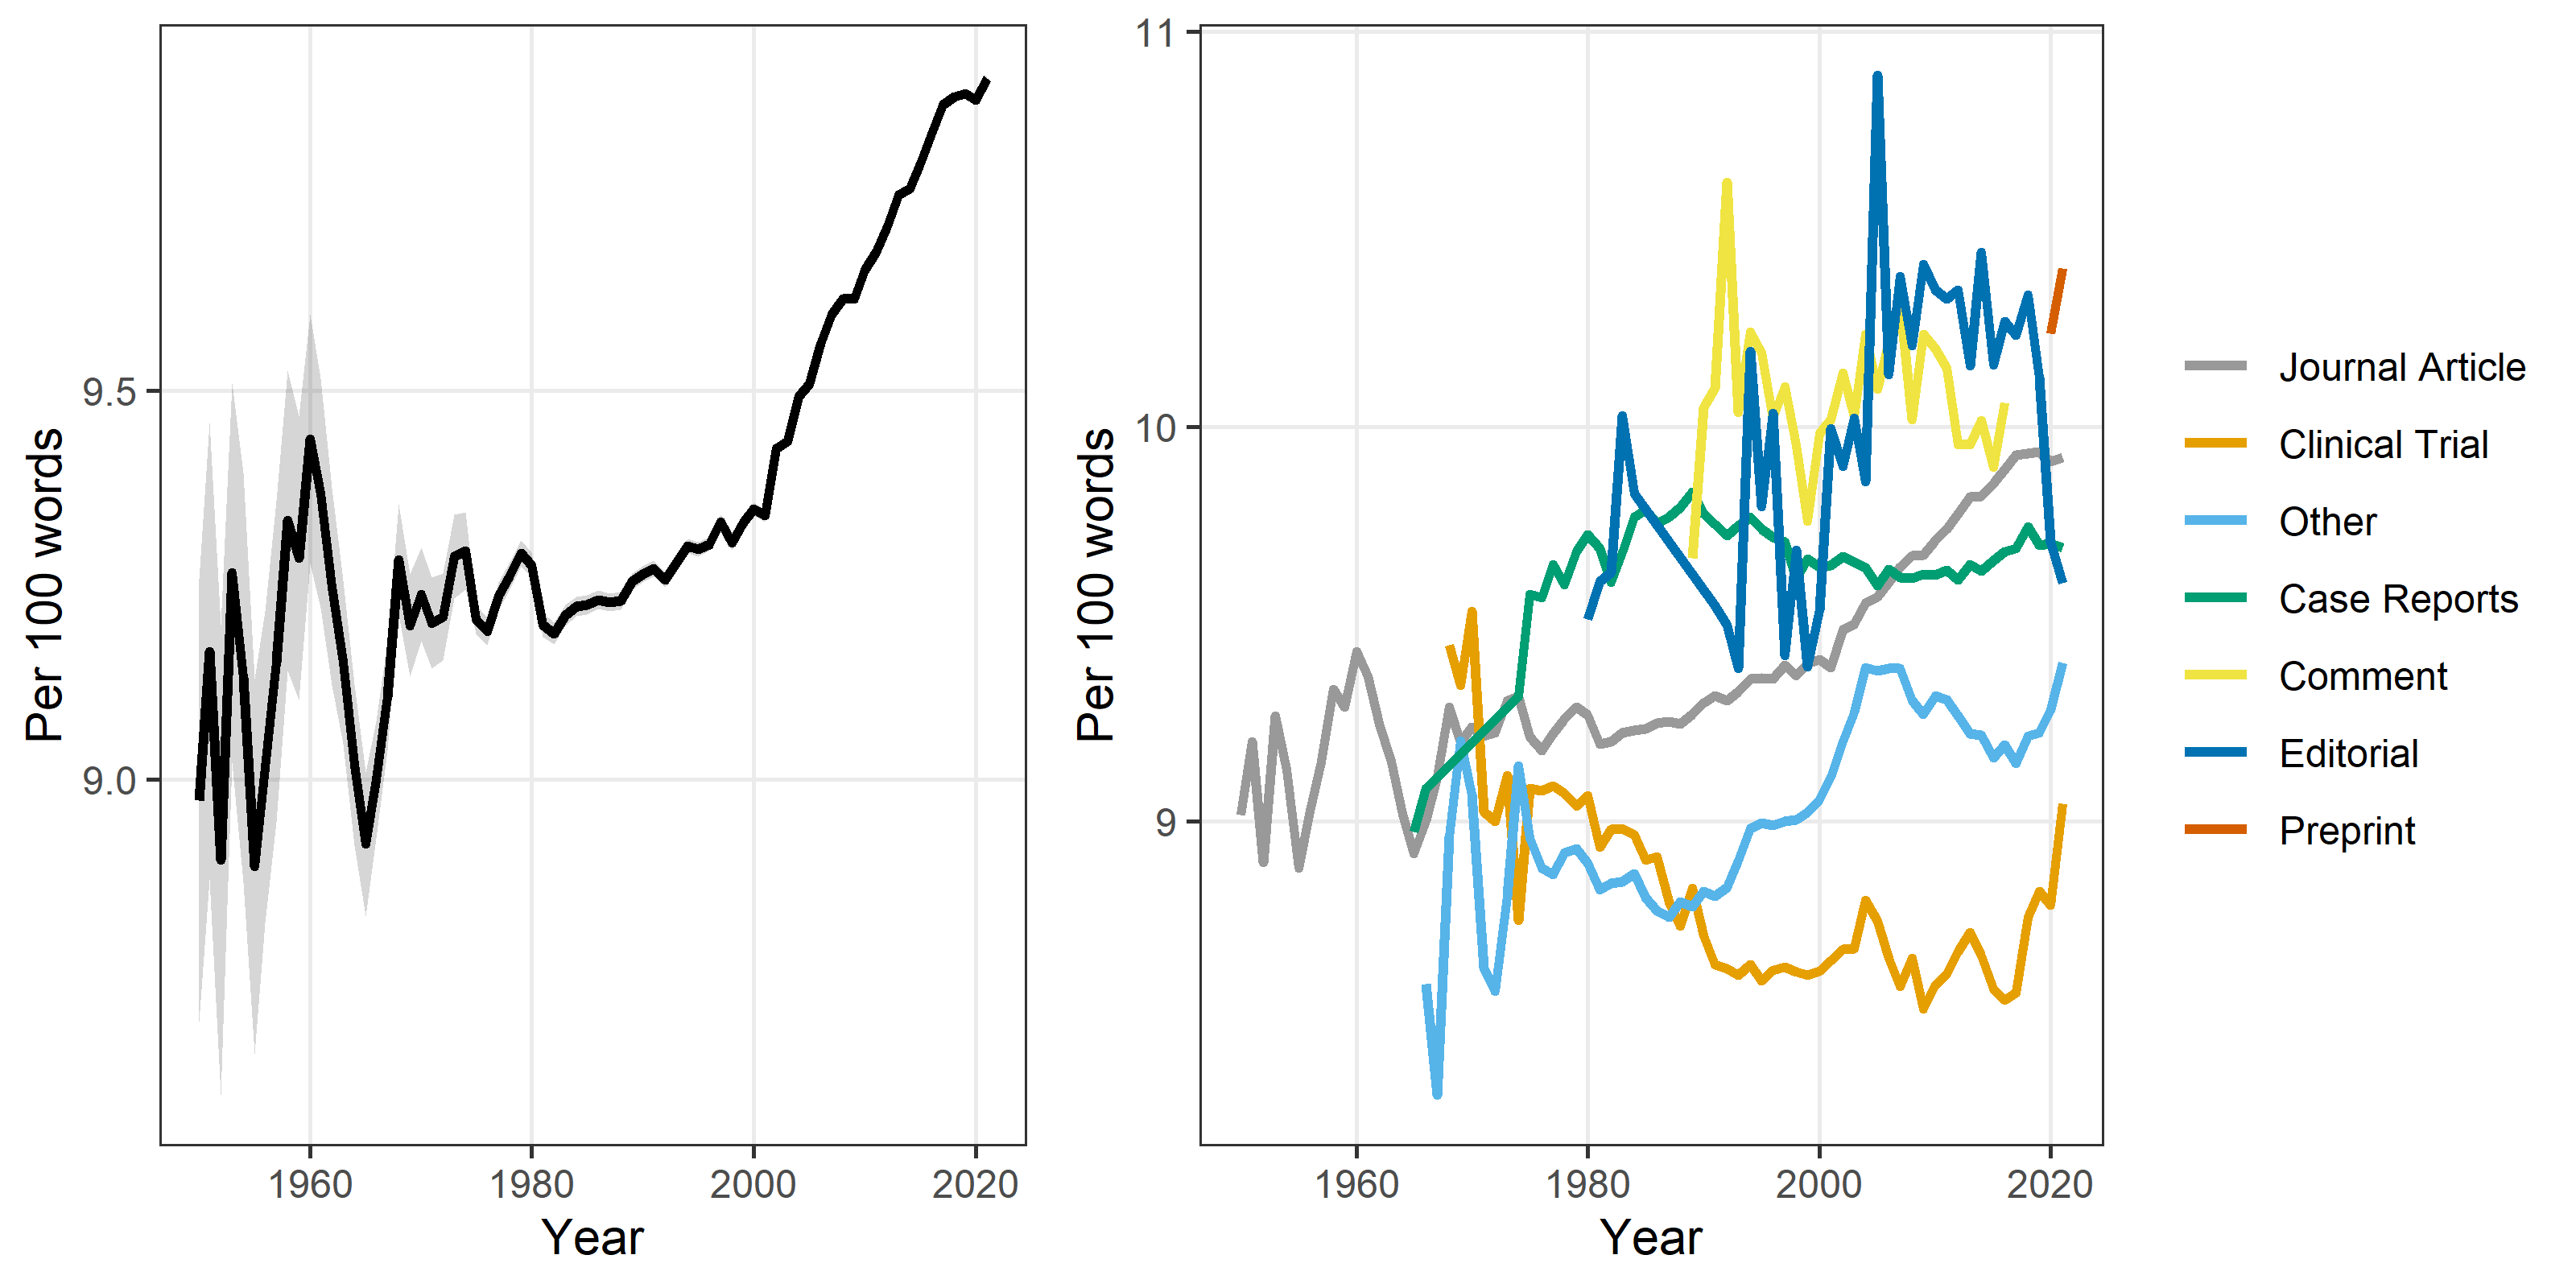 Per 100 words
9.5
9.0
1960 1980 2000 2020
Year
Per 100 words
11
10
9
1960 1980 2000 2020
Year
Journal Article
Clinical Trial
Other
Case Reports
Comment
Editorial
Preprint